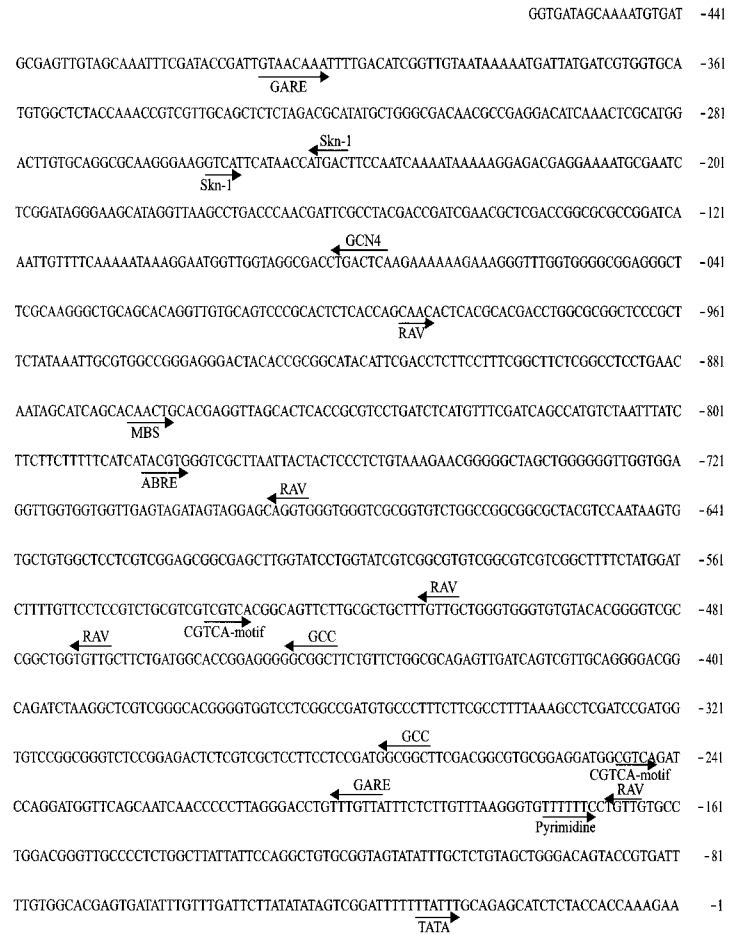 GGTGATAGCAAAATGTGAT -441
GCGAGTTGTAGCAAATTTCGATACCGATTGTAACAAATTTTGACATCGGTTGTAATAAAAATGATTATGATCGTGGTGCA -361
GARE
TGTGGCTCTACCAAACCGTCGTTGCAGCTCTCTAGACGCATATGCTGGGCGACAACGCCGAGGACATCAAACTCGCATGG -281
Skn-1
ACTTGTGCAGGCGCAAGGGAAGGTCATTCATAACCATGACTTCCAATCAAAATAAAAAGGAGACGAGGAAAATGCGAATC -201
Skn-1
TCGGATAGGGAAGCATAGGTTAAGCCTGACCCAACGATTCGCCTACGACCGATCGAACGCTCGACCGGCGCGCCGGATCA -121
GCN4
AATTGTTTTCAAAAATAAAGGAATGGTTGGTAGGCGACCTGACTCAAGAAAAAAGAAAGGGTTTGGTGGGGCGGAGGGCT -041
TCGCAAGGGCTGCAGCACAGGTTGTGCAGTCCCGCACTCTCACCAGCAACACTCACGCACGACCTGGCGCGGCTCCCGCT -961
RAV
TCTATAAATTGCGTGGCCGGGAGGGACTACACCGCGGCATACATTCGACCTCTTCCTTTCGGCTTCTCGGCCTCCTGAAC -881
AATAGCATCAGCACAACTGCACGAGGTTAGCACTCACCGCGTCCTGATCTCATGTTTCGATCAGCCATGTCTAATTTATC -801
MBS
TTCTTCTTTTTCATCATACGTGGGTCGCTTAATTACTACTCCCTCTGTAAAGAACGGGGGCTAGCTGGGGGGTTGGTGGA -721
ABRE
RAV
GGTTGGTGGTGGTTGAGTAGATAGTAGGAGCAGGTGGGTGGGTCGCGGTGTCTGGCCGGCGGCGCTACGTCCAATAAGTG -641
TGCTGTGGCTCCTCGTCGGAGCGGCGAGCTTGGTATCCTGGTATCGTCGGCGTGTCGGCGTCGTCGGCTTTTCTATGGAT -561
RAV
CTTTTGTTCCTCCGTCTGCGTCGTCGTCACGGCAGTTCTTGCGCTGCTTTGTTGCTGGGTGGGTGTGTACACGGGGTCGC -481
CGTCA-motif
RAV GCC
CGGCTGGTGTTGCTTCTGATGGCACCGGAGGGGGCGGCTTCTGTTCTGGCGCAGAGTTGATCAGTCGTTGCAGGGGACGG -401
CAGATCTAAGGCTCGTCGGGCACGGGGTGGTCCTCGGCCGATGTGCCCTTTCTTCGCCTTTTAAAGCCTCGATCCGATGG -321
GCC
TGTCCGGCGGGTCTCCGGAGACTCTCGTCGCTCCTTCCTCCGATGGCGGCTTCGACGGCGTGCGGAGGATGGCGTCAGAT -241
CGTCA-motif
GARE RAV
CCAGGATGGTTCAGCAATCAACCCCCTTAGGGACCTGTTTGTTATTTCTCTTGTTTAAGGGTGTTTTTTCCTGTTGTGCC -161
Pyrimidine
TGGACGGGTTGCCCCTCTGGCTTATTATTCCAGGCTGTGCGGTAGTATATTTGCTCTGTAGCTGGGACAGTACCGTGATT -81
TTGTGGCACGAGTGATATTTGTTTGATTCTTATATATAGTCGGATTTTTTTATTTGCAGAGCATCTCTACCACCAAAGAA -1
TATA